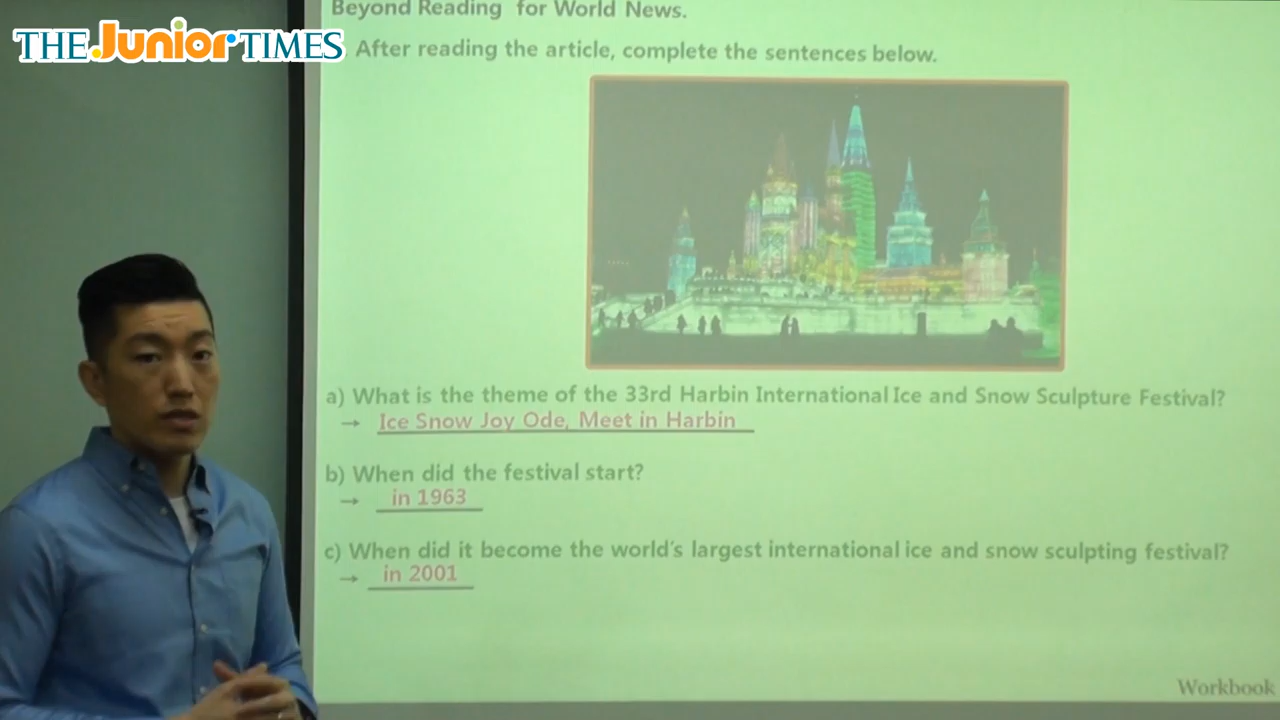 THE Junior TIMES
Beyond Reading for World News.
After reading the article, complete the sentences below.
a) What is the theme of the 33rd Harbin International Ice and Snow Sculpture Festival?
→ Ice Snow Joy Ode, Meet in Harbin
b) When did the festival start?
→ in 1963
c) When did it become the world's largest international ice and snow sculpting festival?
→ in 2001
Workbook